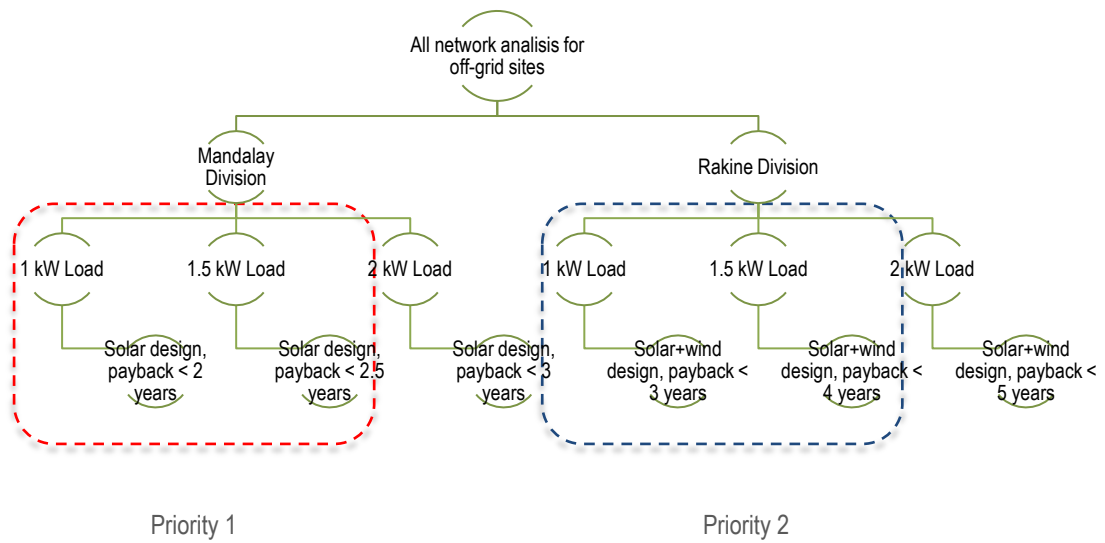 All network analisis for
off-grid sites
Mandalay
Division
Rakine Division
1 kW Load
1.5 kW Load
2 kW Load
1 kW Load
1.5 kW Load
2 kW Load
Solar design,
payback < 2
years
Solar design,
payback < 2.5
years
Solar design,
payback < 3
years
Solar+wind
design, payback <
3 years
Solar+wind
design, payback <
4 years
Solar+wind
design, payback <
5 years
Priority 1
Priority 2